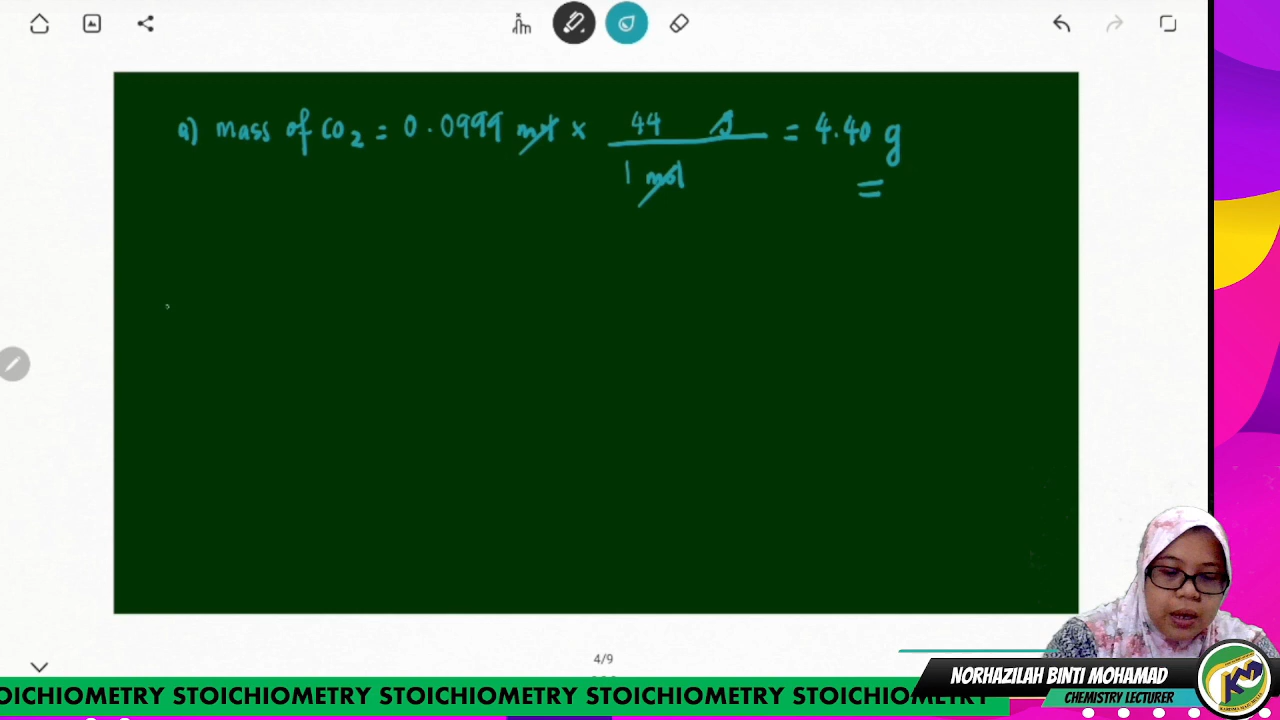 a) mass of CO₂ = 0.0999 mol × 44 g / 1 mol = 4.40 g
4/9
NORHAZILAH BINTI MOHAMAD
CHEMISTRY LECTURER
OICHIOMETRY STOICHIOMETRY STOICHIOMETRY STOICHIOMETRY STOICHIOMETRY